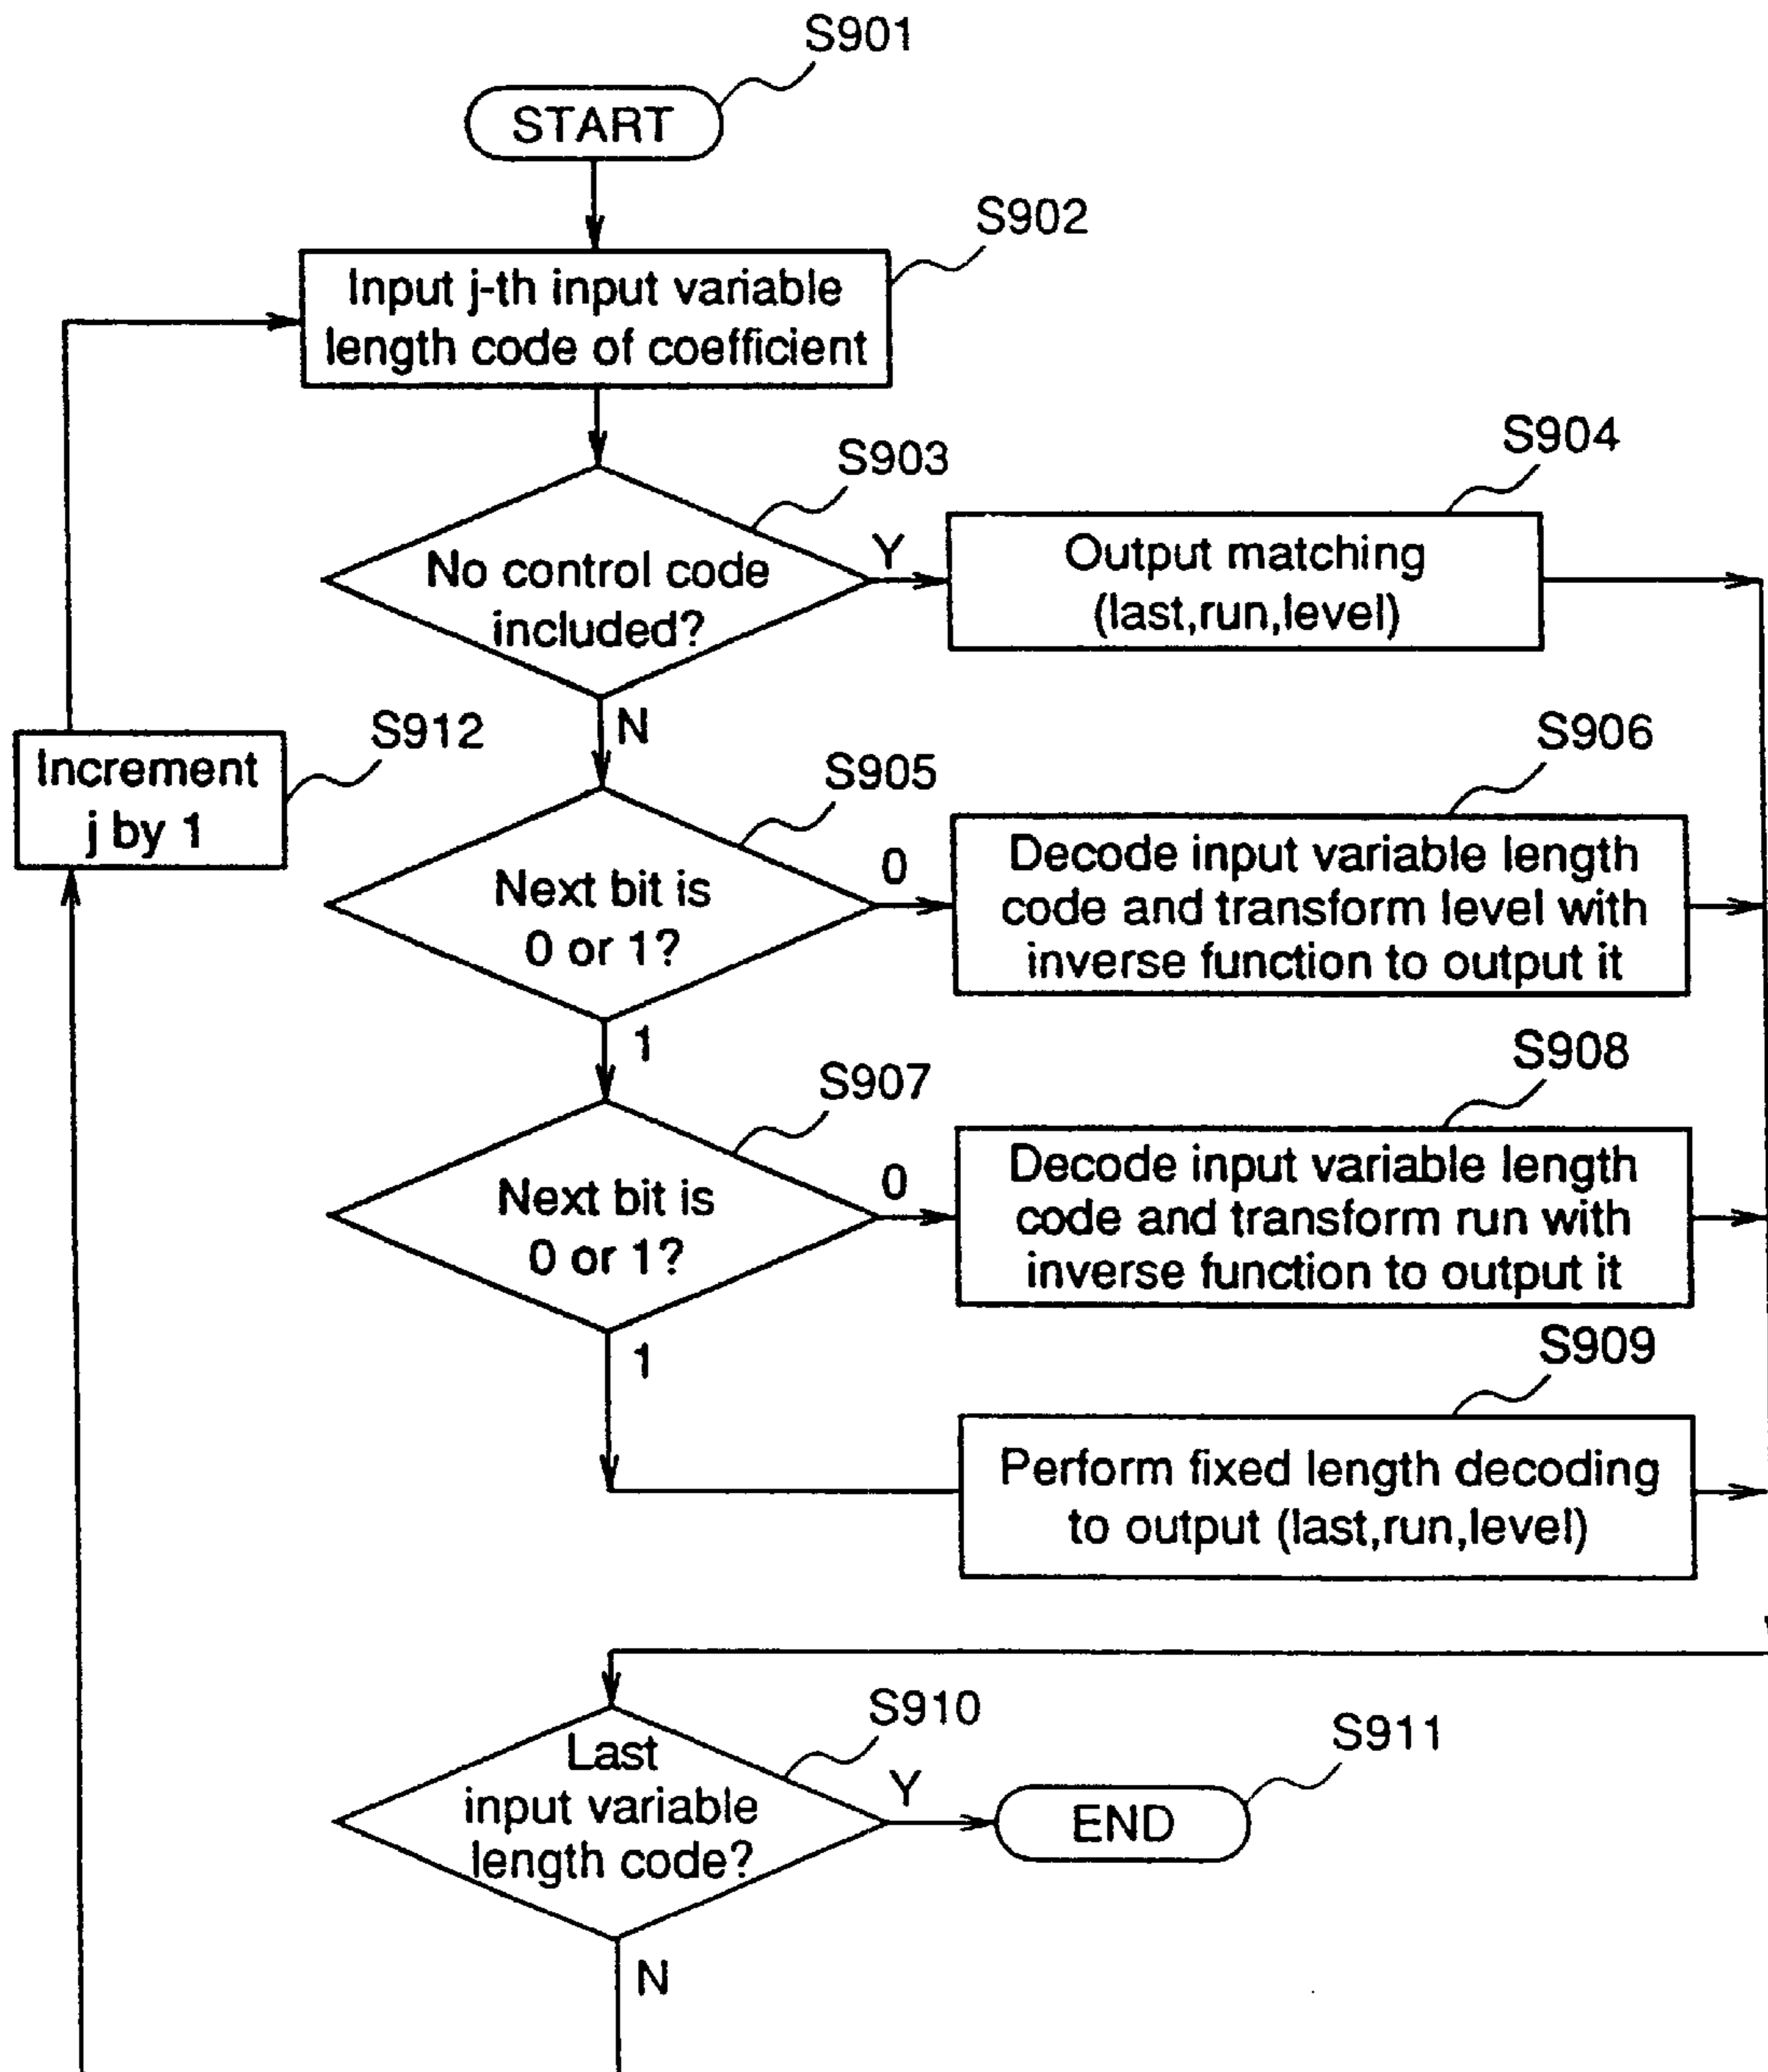 S901
START
S902
Input j-th input variable
length code of coefficient
S903
No control code
included?
Y
S904
Output matching
(last,run,level)
N
S912
Increment
j by 1
S905
Next bit is
0 or 1?
0
S906
Decode input variable length
code and transform level with
inverse function to output it
1
S907
Next bit is
0 or 1?
0
S908
Decode input variable length
code and transform run with
inverse function to output it
1
S909
Perform fixed length decoding
to output (last,run,level)
S910
Last
input variable
length code?
Y
S911
END
N